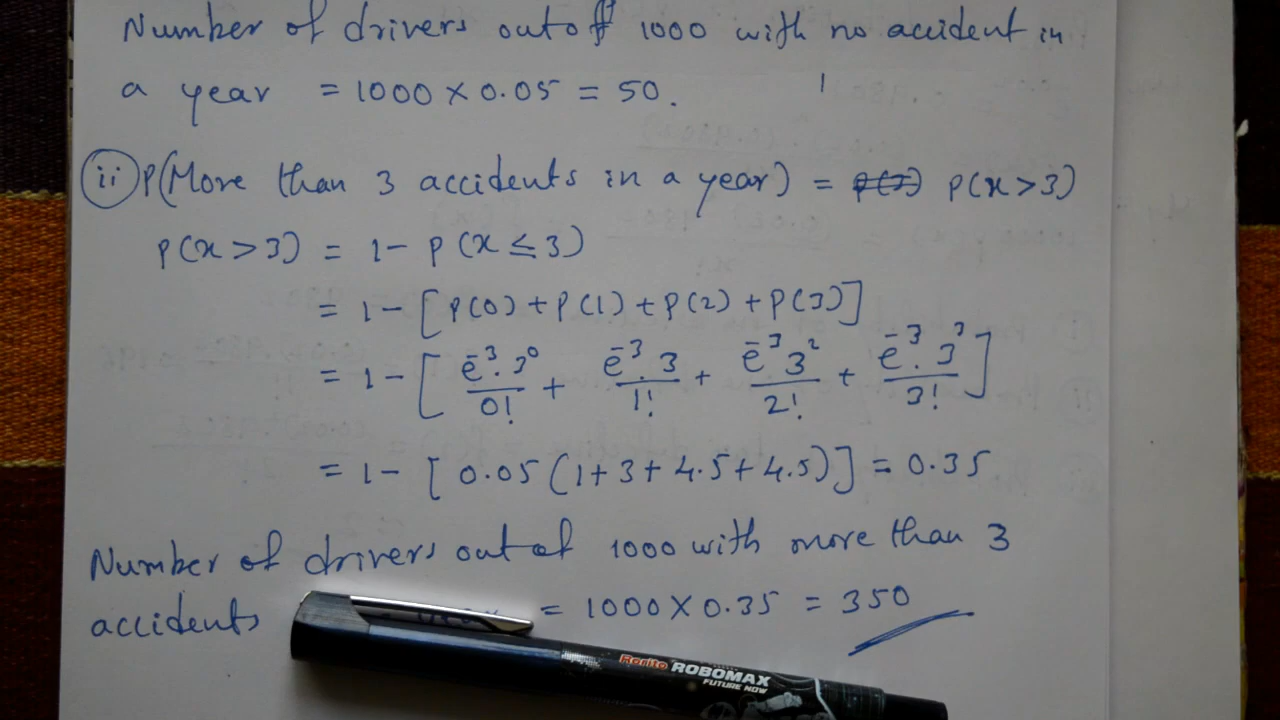 Number of drivers outoff 1000 with no accident in
a year = 1000 × 0.05 = 50.
ii P(More than 3 accidents in a year) = P(x>3)
P(x>3) = 1 - P(x ≤ 3)
= 1 - [P(0) + P(1) + P(2) + P(3)]
= 1 - [ e⁻³·3⁰/0! + e⁻³·3/1! + e⁻³3²/2! + e⁻³·3³/3! ]
= 1 - [0.05(1+3+4.5+4.5)] = 0.35
Number of drivers out of 1000 with more than 3
accidents = 1000 × 0.35 = 350
Rorito ROBOMAX
FUTURE NOW